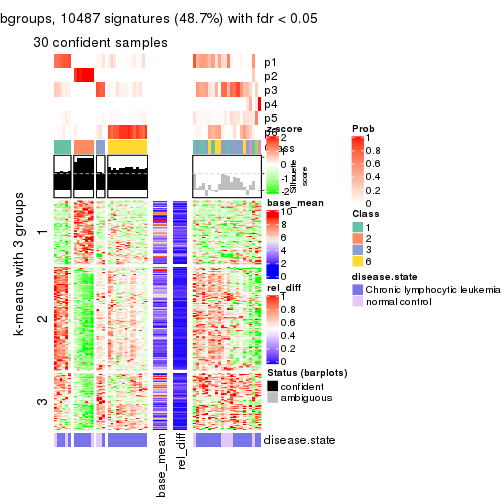 bgroups, 10487 signatures (48.7%) with fdr < 0.05
30 confident samples
p1
p2
p3
p4
p5
z-score
2
1
0
-1
-2
Silhouette
score
Prob
1
0.8
0.6
0.4
0.2
0
base_mean
10
8
6
4
2
0
Class
1
2
3
6
disease.state
Chronic lymphocytic leukemia
normal control
rel_diff
1
0.8
0.6
0.4
0.2
0
Status (barplots)
confident
ambiguous
k-means with 3 groups
1
2
3
disease.state
base_mean
rel_diff